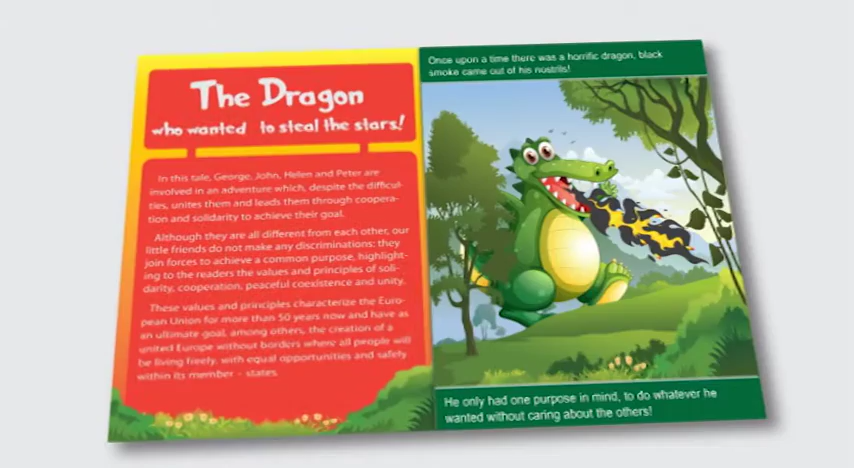 The Dragon
who wanted to steal the stars!
In this tale, George, John, Helen and Peter are
involved in an adventure which, despite the difficul-
ties, unites them and leads them through coopera-
tion and solidarity to achieve their goal.
Although they are all different from each other, our
little friends do not make any discriminations: they
join forces to achieve a common purpose, highlight-
ing to the readers the values and principles of soli-
darity, cooperation, peaceful coexistence and unity.
These values and principles characterize the Euro-
pean Union for more than 50 years now and have as
an ultimate goal, among others, the creation of a
united Europe without borders where all people will
be living freely, with equal opportunities and safety
within its member - states.
Once upon a time there was a horrific dragon, black
smoke came out of his nostrils!
He only had one purpose in mind, to do whatever he
wanted without caring about the others!